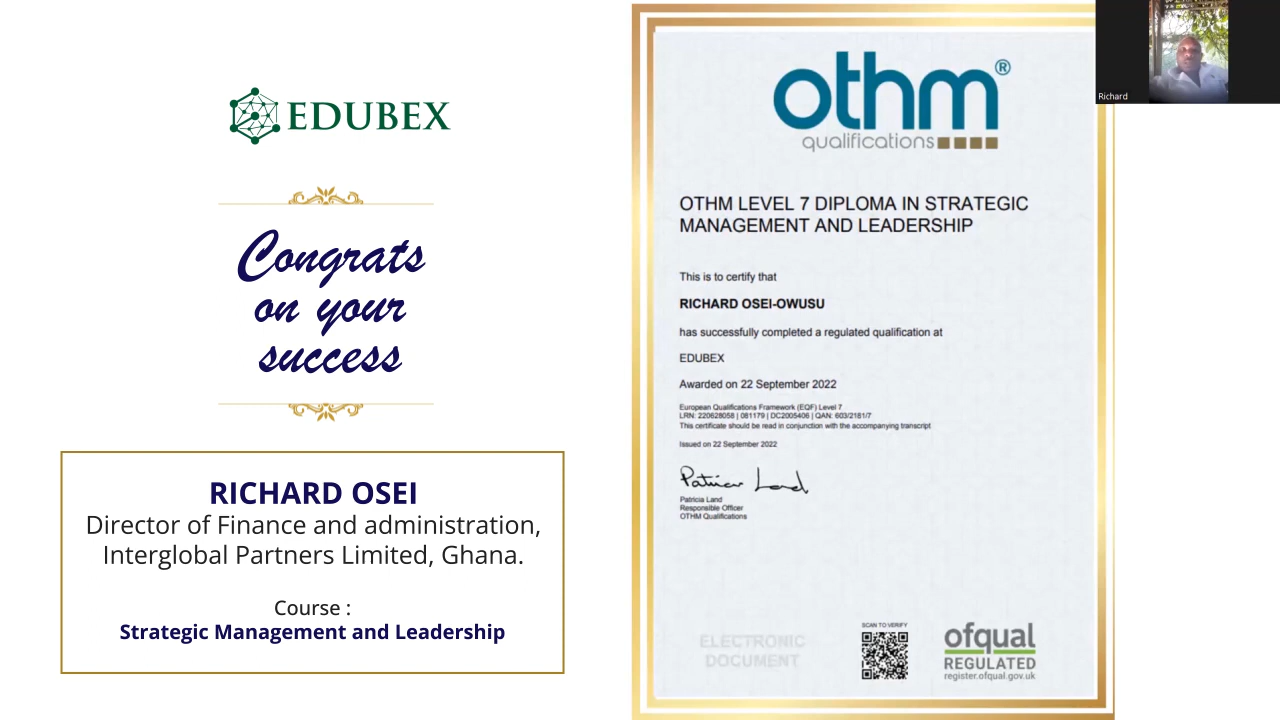 EDUBEX
Congrats
on your
success
RICHARD OSEI
Director of Finance and administration,
Interglobal Partners Limited, Ghana.
Course :
Strategic Management and Leadership
othm®
qualifications
OTHM LEVEL 7 DIPLOMA IN STRATEGIC
MANAGEMENT AND LEADERSHIP
This is to certify that
RICHARD OSEI-OWUSU
has successfully completed a regulated qualification at
EDUBEX
Awarded on 22 September 2022
European Qualifications Framework (EQF) Level 7
LRN: 220628058 | 081179 | DC2005406 | QAN: 603/2181/7
This certificate should be read in conjunction with the accompanying transcript
Issued on 22 September 2022
Patricia Land
Patricia Land
Responsible Officer
OTHM Qualifications
ELECTRONIC
DOCUMENT
SCAN TO VERIFY
ofqual
REGULATED
register.ofqual.gov.uk
Richard